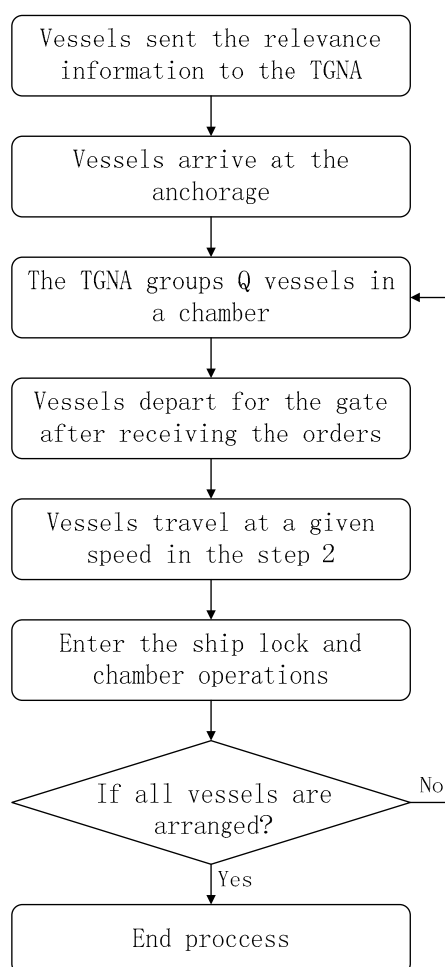 Vessels sent the relevance
information to the TGNA
Vessels arrive at the
anchorage
The TGNA groups Q vessels in
a chamber
Vessels depart for the gate
after receiving the orders
Vessels travel at a given
speed in the step 2
Enter the ship lock and
chamber operations
If all vessels are
arranged?
No
Yes
End proccess